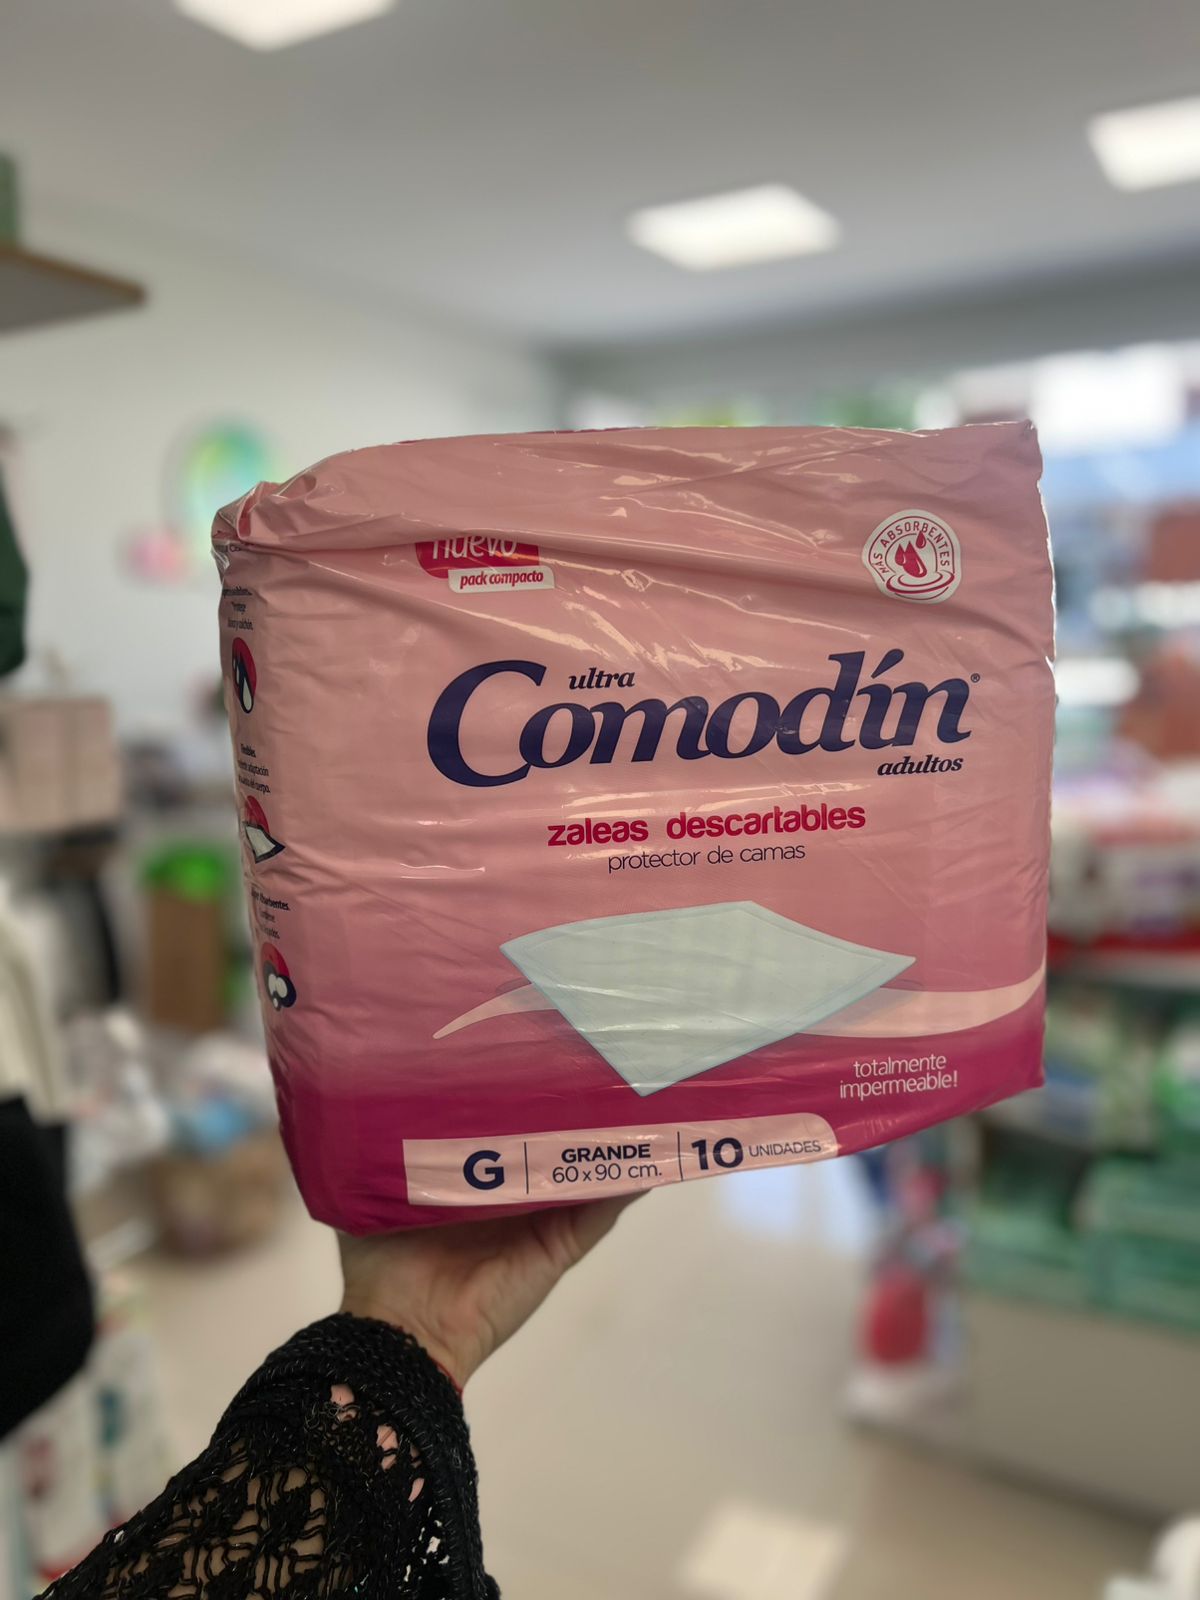 nuevo
pack compacto
MÁS ABSORBENTES
ultra
Comodín®
adultos
zaleas descartables
protector de camas
totalmente
impermeable!
G
GRANDE
60 x 90 cm.
10 UNIDADES
Flexibles.